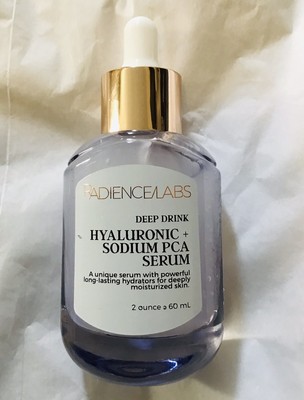 RADIENCE/LABS
DEEP DRINK
HYALURONIC +
SODIUM PCA
SERUM
A unique serum with powerful
long-lasting hydrators for deeply
moisturized skin.
2 ounce a 60 mL